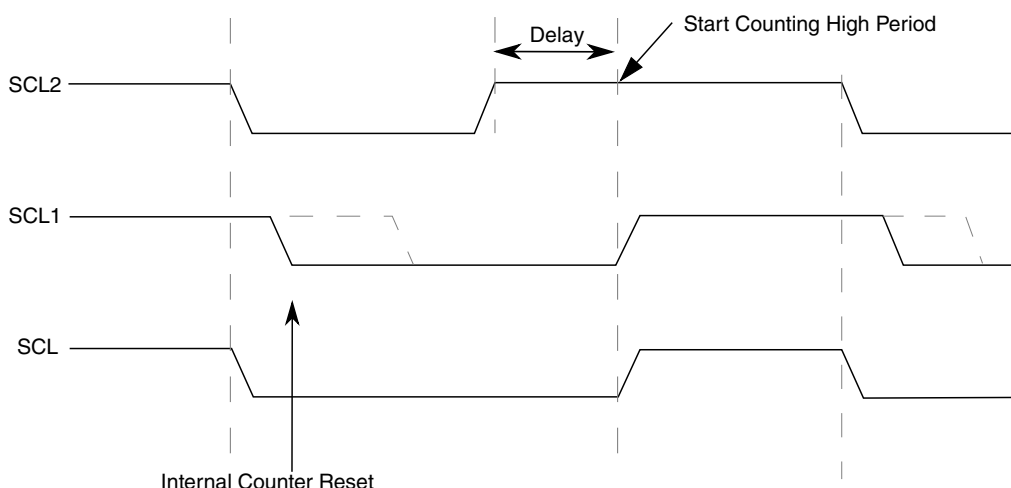 Delay
Start Counting High Period
SCL2
SCL1
SCL
Internal Counter Reset